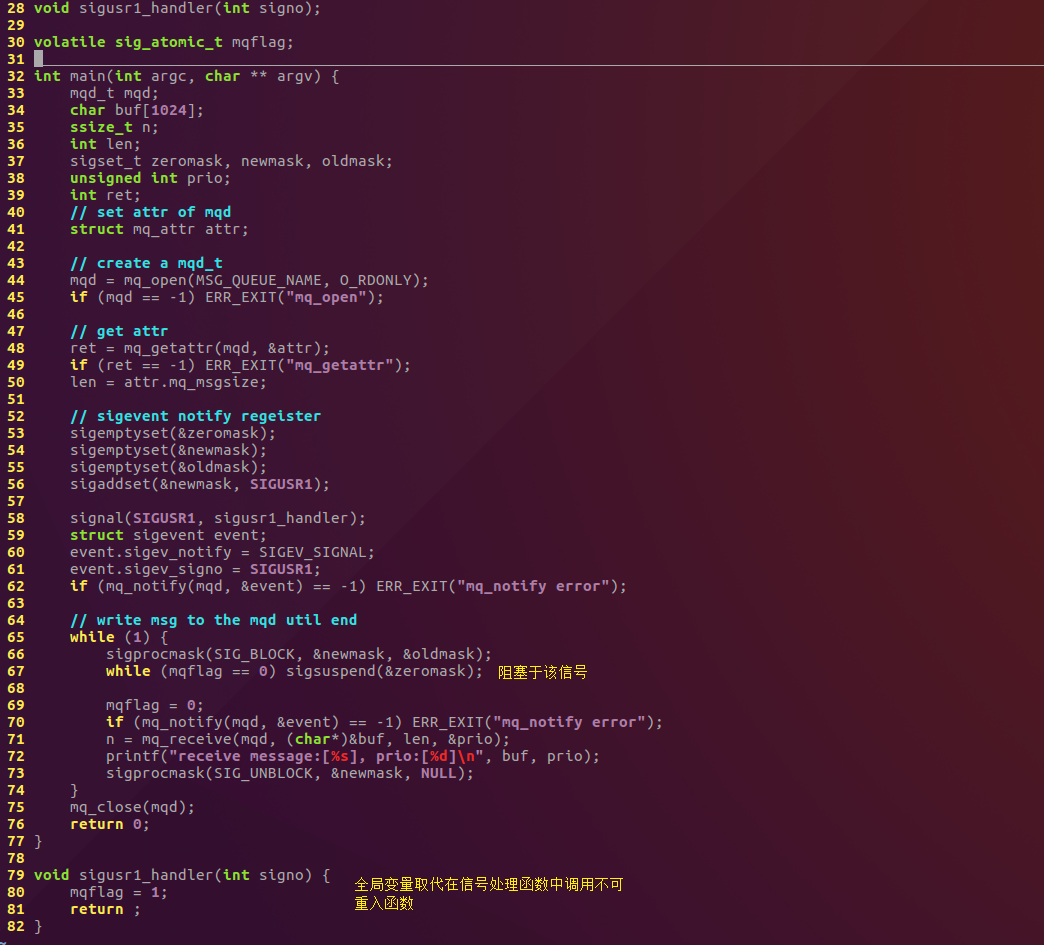 28 void sigusr1_handler(int signo);
29
30 volatile sig_atomic_t mqflag;
31
32 int main(int argc, char ** argv) {
33     mqd_t mqd;
34     char buf[1024];
35     ssize_t n;
36     int len;
37     sigset_t zeromask, newmask, oldmask;
38     unsigned int prio;
39     int ret;
40     // set attr of mqd
41     struct mq_attr attr;
42
43     // create a mqd_t
44     mqd = mq_open(MSG_QUEUE_NAME, O_RDONLY);
45     if (mqd == -1) ERR_EXIT("mq_open");
46
47     // get attr
48     ret = mq_getattr(mqd, &attr);
49     if (ret == -1) ERR_EXIT("mq_getattr");
50     len = attr.mq_msgsize;
51
52     // sigevent notify regeister
53     sigemptyset(&zeromask);
54     sigemptyset(&newmask);
55     sigemptyset(&oldmask);
56     sigaddset(&newmask, SIGUSR1);
57
58     signal(SIGUSR1, sigusr1_handler);
59     struct sigevent event;
60     event.sigev_notify = SIGEV_SIGNAL;
61     event.sigev_signo = SIGUSR1;
62     if (mq_notify(mqd, &event) == -1) ERR_EXIT("mq_notify error");
63
64     // write msg to the mqd util end
65     while (1) {
66         sigprocmask(SIG_BLOCK, &newmask, &oldmask);
67         while (mqflag == 0) sigsuspend(&zeromask); 阻塞于该信号
68
69         mqflag = 0;
70         if (mq_notify(mqd, &event) == -1) ERR_EXIT("mq_notify error");
71         n = mq_receive(mqd, (char*)&buf, len, &prio);
72         printf("receive message:[%s], prio:[%d]\n", buf, prio);
73         sigprocmask(SIG_UNBLOCK, &newmask, NULL);
74     }
75     mq_close(mqd);
76     return 0;
77 }
78
79 void sigusr1_handler(int signo) {
80     mqflag = 1; 全局变量取代在信号处理函数中调用不可
81     return ; 重入函数
82 }
~